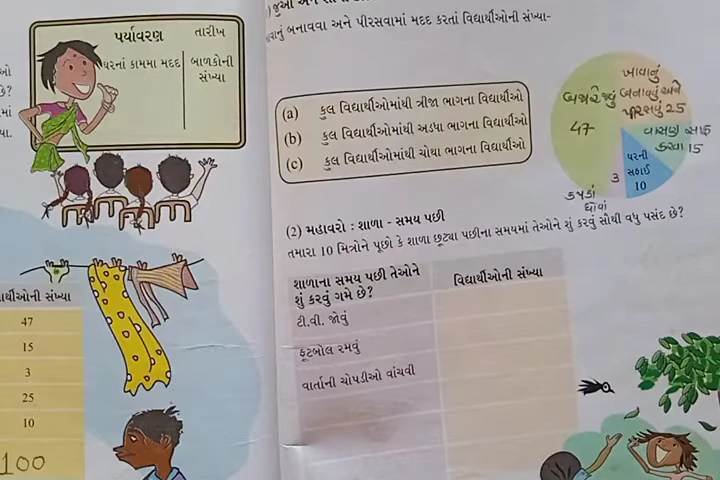 પર્યાવરણ
તારીખ
ઘરનાં કામમા મદદ
બાળકોની
સંખ્યા
વિદ્યાર્થીઓની સંખ્યા
47
15
3
25
10
100
બનાવવા અને પીરસવામાં મદદ કરતાં વિદ્યાર્થીઓની સંખ્યા-
(a) કુલ વિદ્યાર્થીઓમાંથી ત્રીજા ભાગના વિદ્યાર્થીઓ
(b) કુલ વિદ્યાર્થીઓમાંથી અડધા ભાગના વિદ્યાર્થીઓ
(c) કુલ વિદ્યાર્થીઓમાંથી ચોથા ભાગના વિદ્યાર્થીઓ
ખાવાનું
બનાવવું અને
પીરસવું 25
બજારે જવું
47
વાસણ સાફ
કરવા 15
ઘરની
સફાઈ
10
3
કપડાં
ધોવાં
(2) મહાવરો : શાળા - સમય પછી
તમારા 10 મિત્રોને પૂછો કે શાળા છૂટ્યા પછીના સમયમાં તેઓને શું કરવું સૌથી વધુ પસંદ છે?
શાળાના સમય પછી તેઓને
શું કરવું ગમે છે?
વિદ્યાર્થીઓની સંખ્યા
ટી.વી. જોવું
ફૂટબોલ રમવું
વાર્તાની ચોપડીઓ વાંચવી